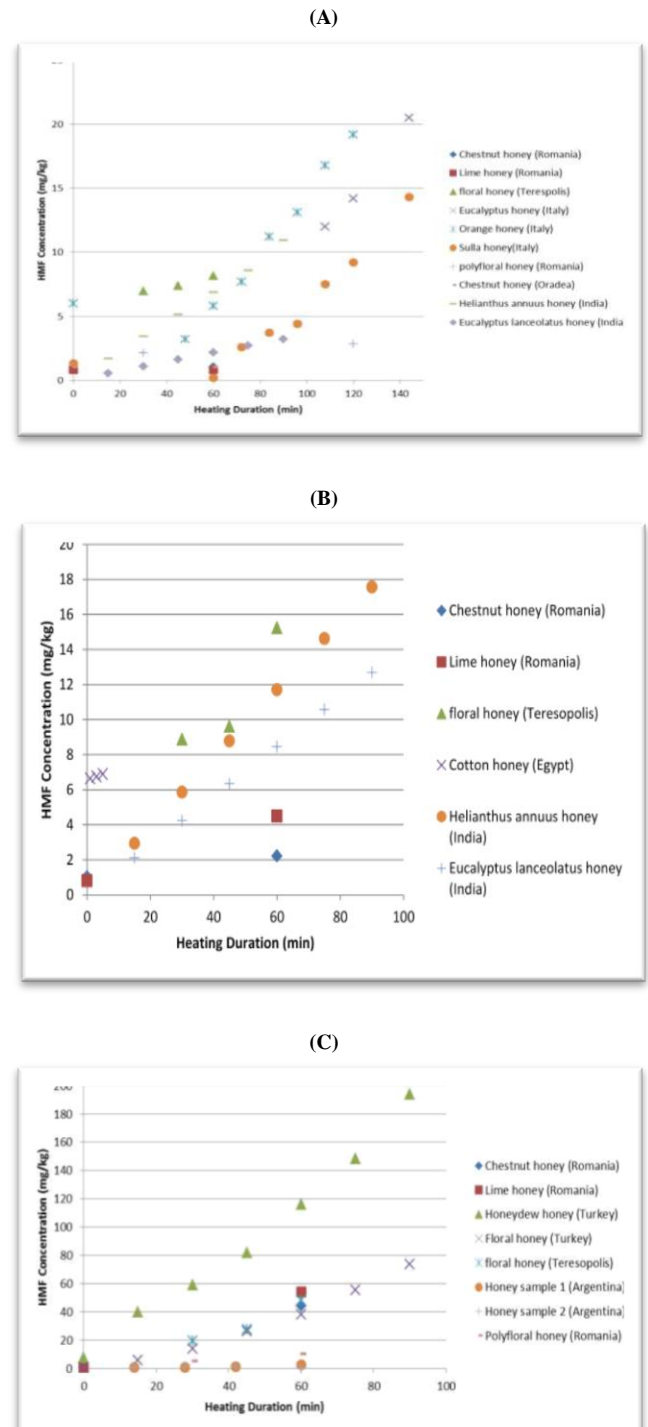 (A)
HMF Concentration (mg/kg)
20
15
10
5
0
0 20 40 60 80 100 120 140
Heating Duration (min)
Chestnut honey (Romania)
Lime honey (Romania)
floral honey (Terespolis)
Eucalyptus honey (Italy)
Orange honey (Italy)
Sulla honey(Italy)
polyfloral honey (Romania)
Chestnut honey (Oradea)
Helianthus annuus honey (India)
Eucalyptus lanceolatus honey (India
(B)
HMF Concentration (mg/kg)
20
18
16
14
12
10
8
6
4
2
0
0 20 40 60 80 100
Heating Duration (min)
Chestnut honey (Romania)
Lime honey (Romania)
floral honey (Teresopolis)
Cotton honey (Egypt)
Helianthus annuus honey
(India)
Eucalyptus lanceolatus honey
(India)
(C)
HMF Concentration (mg/kg)
200
180
160
140
120
100
80
60
40
20
0
0 20 40 60 80 100
Heating Duration (min)
Chestnut honey (Romania)
Lime honey (Romania)
Honeydew honey (Turkey)
Floral honey (Turkey)
floral honey (Teresopolis)
Honey sample 1 (Argentina)
Honey sample 2 (Argentina)
Polyfloral honey (Romania)